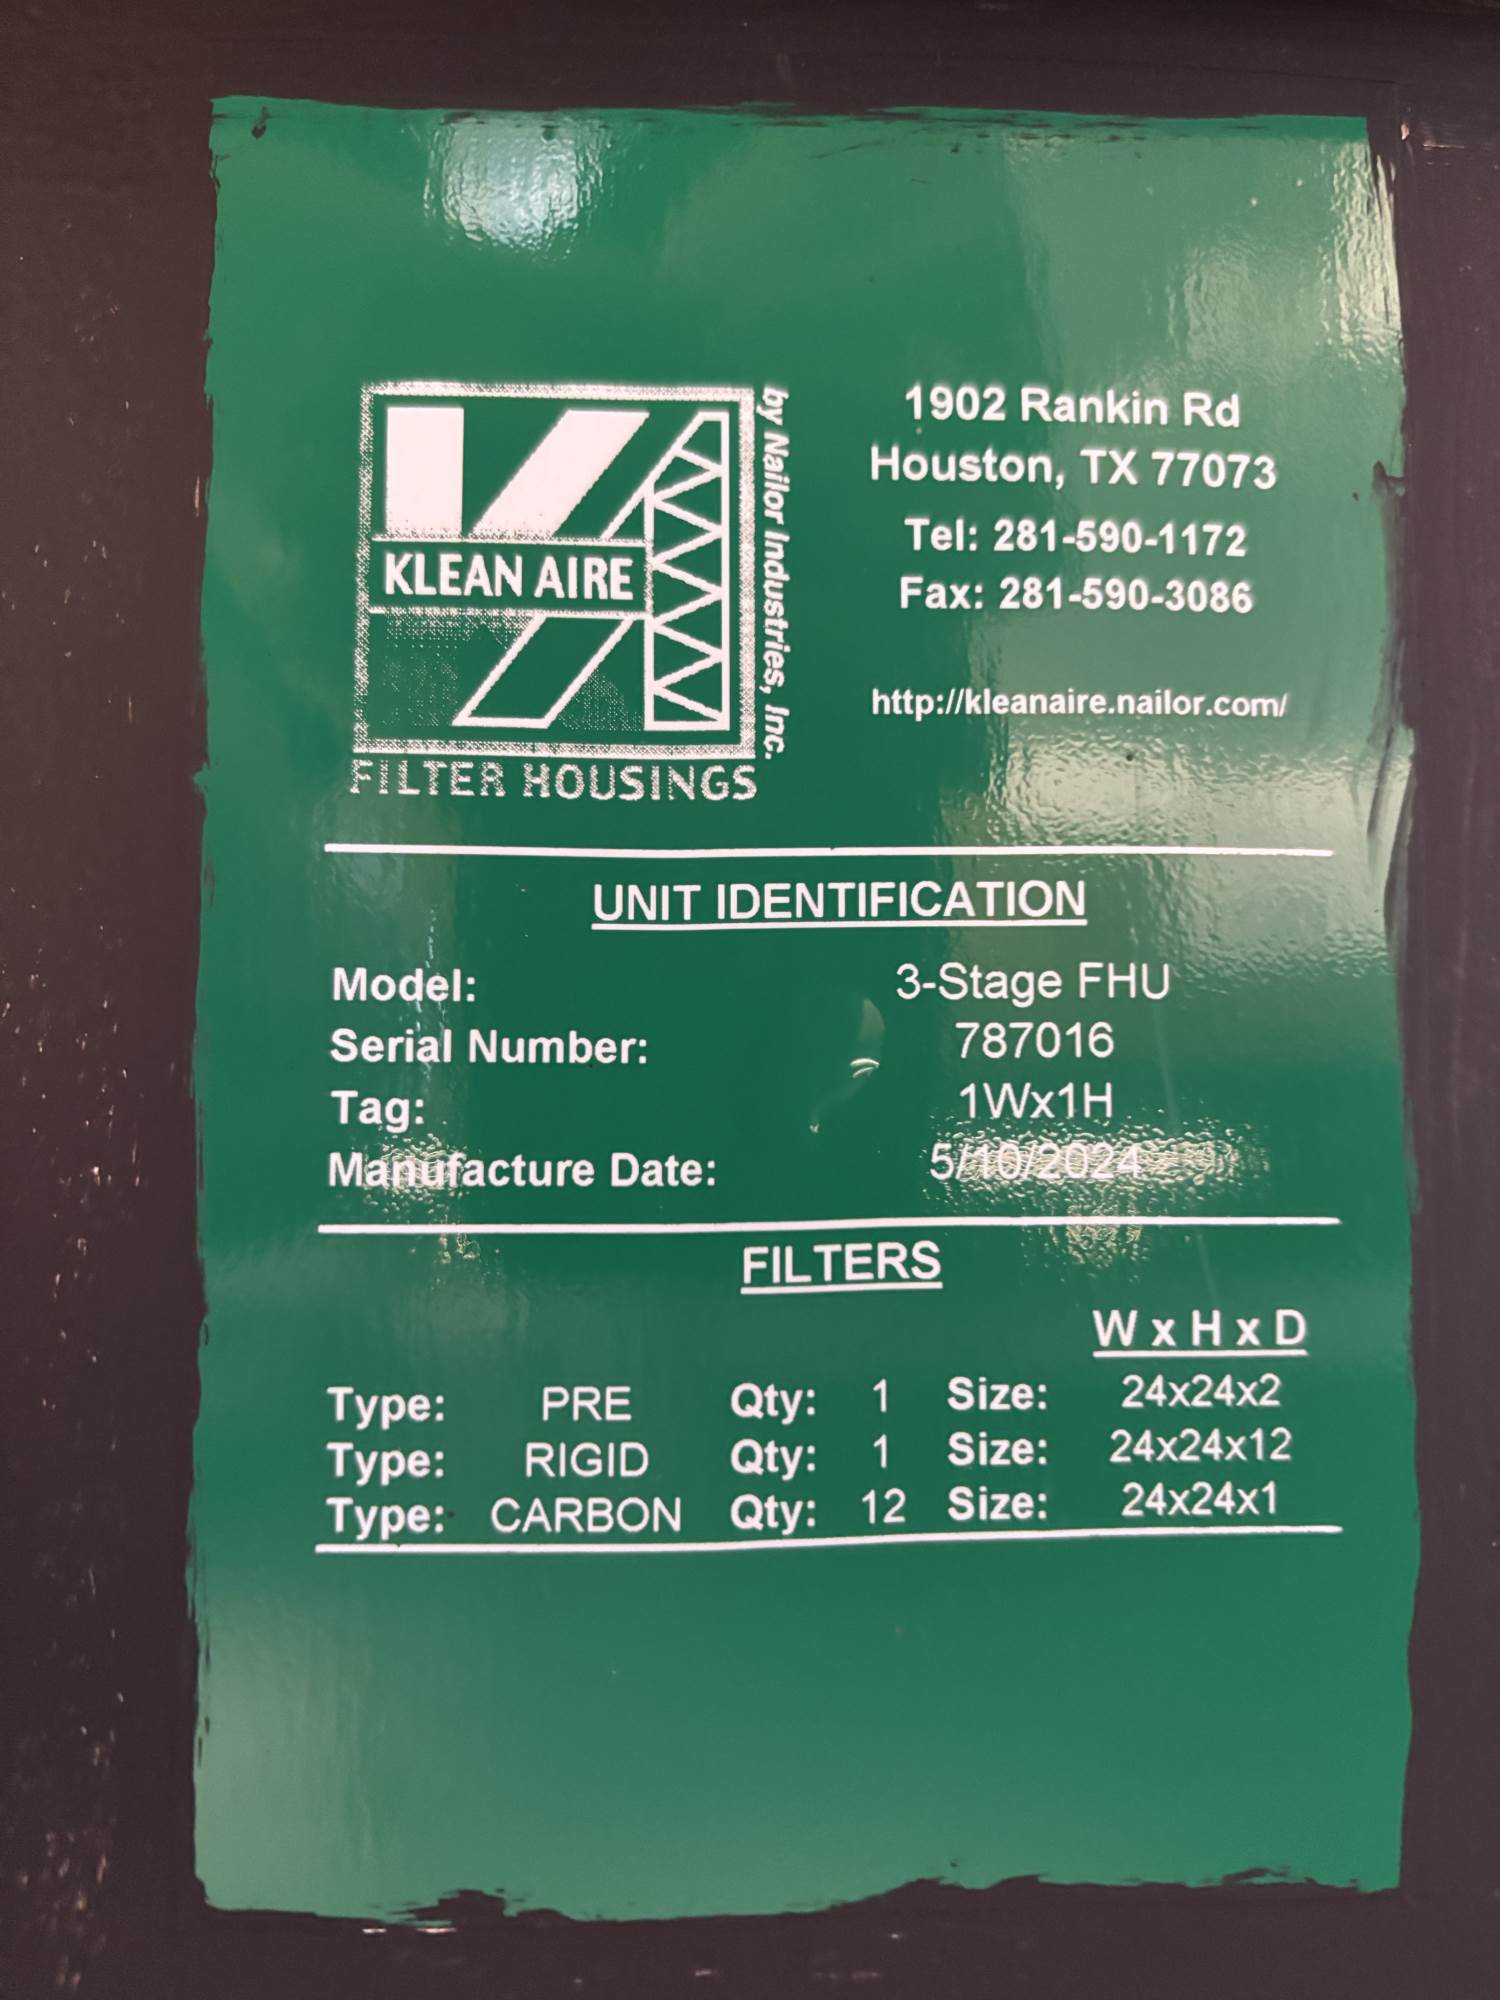 KLEAN AIRE
by Nailor Industries, Inc.
FILTER HOUSINGS
1902 Rankin Rd
Houston, TX 77073
Tel: 281-590-1172
Fax: 281-590-3086
http://kleanaire.nailor.com/
UNIT IDENTIFICATION
Model: 3-Stage FHU
Serial Number: 787016
Tag: 1Wx1H
Manufacture Date: 5/10/2024
FILTERS
W x H x D
Type: PRE Qty: 1 Size: 24x24x2
Type: RIGID Qty: 1 Size: 24x24x12
Type: CARBON Qty: 12 Size: 24x24x1